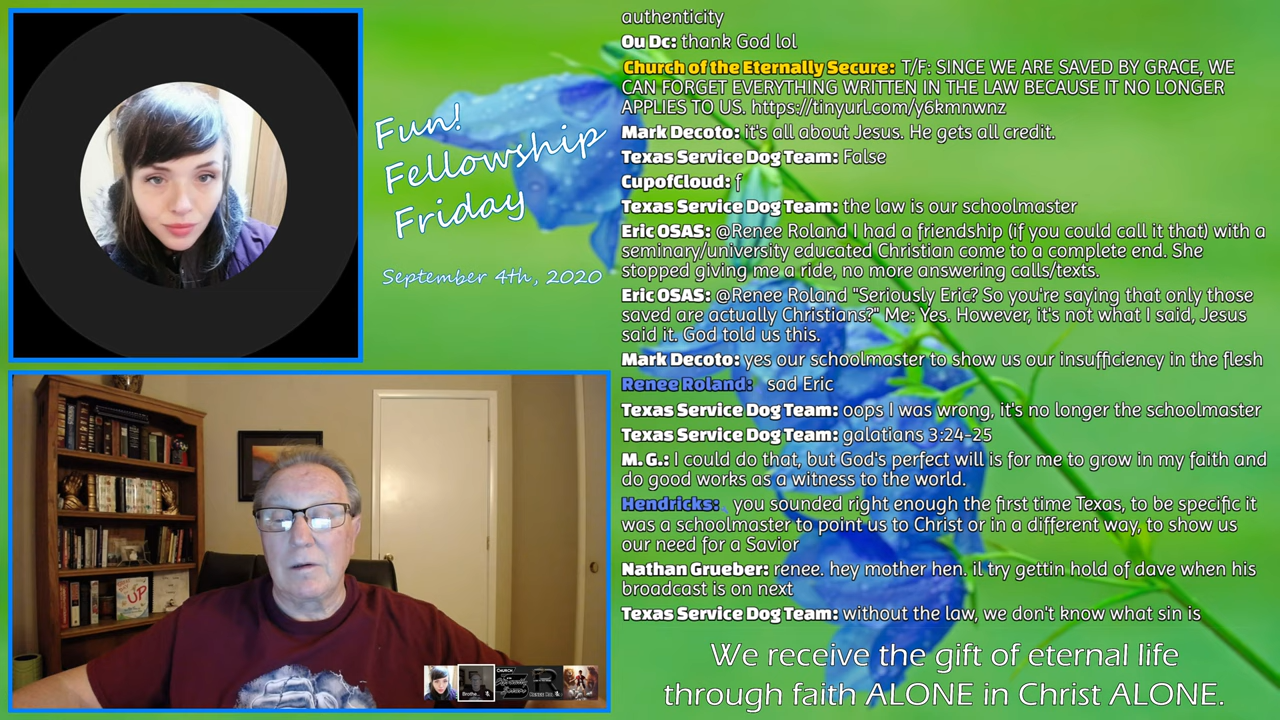 Fun!
Fellowship
Friday
September 4th, 2020
authenticity
Ou Dc: thank God lol
Church of the Eternally Secure: T/F: SINCE WE ARE SAVED BY GRACE, WE
CAN FORGET EVERYTHING WRITTEN IN THE LAW BECAUSE IT NO LONGER
APPLIES TO US. https://tinyurl.com/y6kmnwnz
Mark Decoto: it's all about Jesus. He gets all credit.
Texas Service Dog Team: False
CupofCloud: f
Texas Service Dog Team: the law is our schoolmaster
Eric OSAS: @Renee Roland I had a friendship (if you could call it that) with a
seminary/university educated Christian come to a complete end. She
stopped giving me a ride, no more answering calls/texts.
Eric OSAS: @Renee Roland "Seriously Eric? So you're saying that only those
saved are actually Christians?" Me: Yes. However, it's not what I said, Jesus
said it. God told us this.
Mark Decoto: yes our schoolmaster to show us our insufficiency in the flesh
Renee Roland: sad Eric
Texas Service Dog Team: oops I was wrong, it's no longer the schoolmaster
Texas Service Dog Team: galatians 3:24-25
M. G.: I could do that, but God's perfect will is for me to grow in my faith and
do good works as a witness to the world.
Hendricks: you sounded right enough the first time Texas, to be specific it
was a schoolmaster to point us to Christ or in a different way, to show us
our need for a Savior
Nathan Grueber: renee. hey mother hen. il try gettin hold of dave when his
broadcast is on next
Texas Service Dog Team: without the law, we don't know what sin is
We receive the gift of eternal life
through faith ALONE in Christ ALONE.
UP
Brothe...